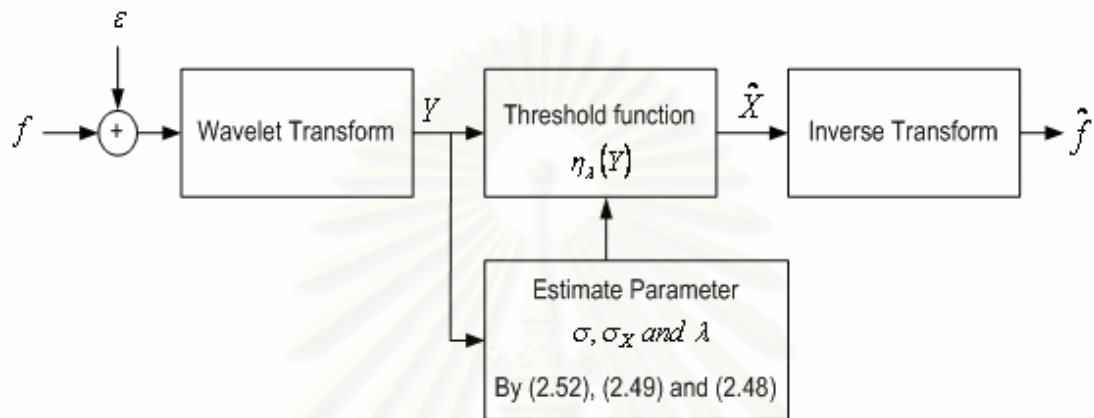 ε
f
+
Wavelet Transform
Y
Threshold function
η_λ(Y)
X̂
Inverse Transform
f̂
Estimate Parameter
σ, σ_X and λ
By (2.52), (2.49) and (2.48)